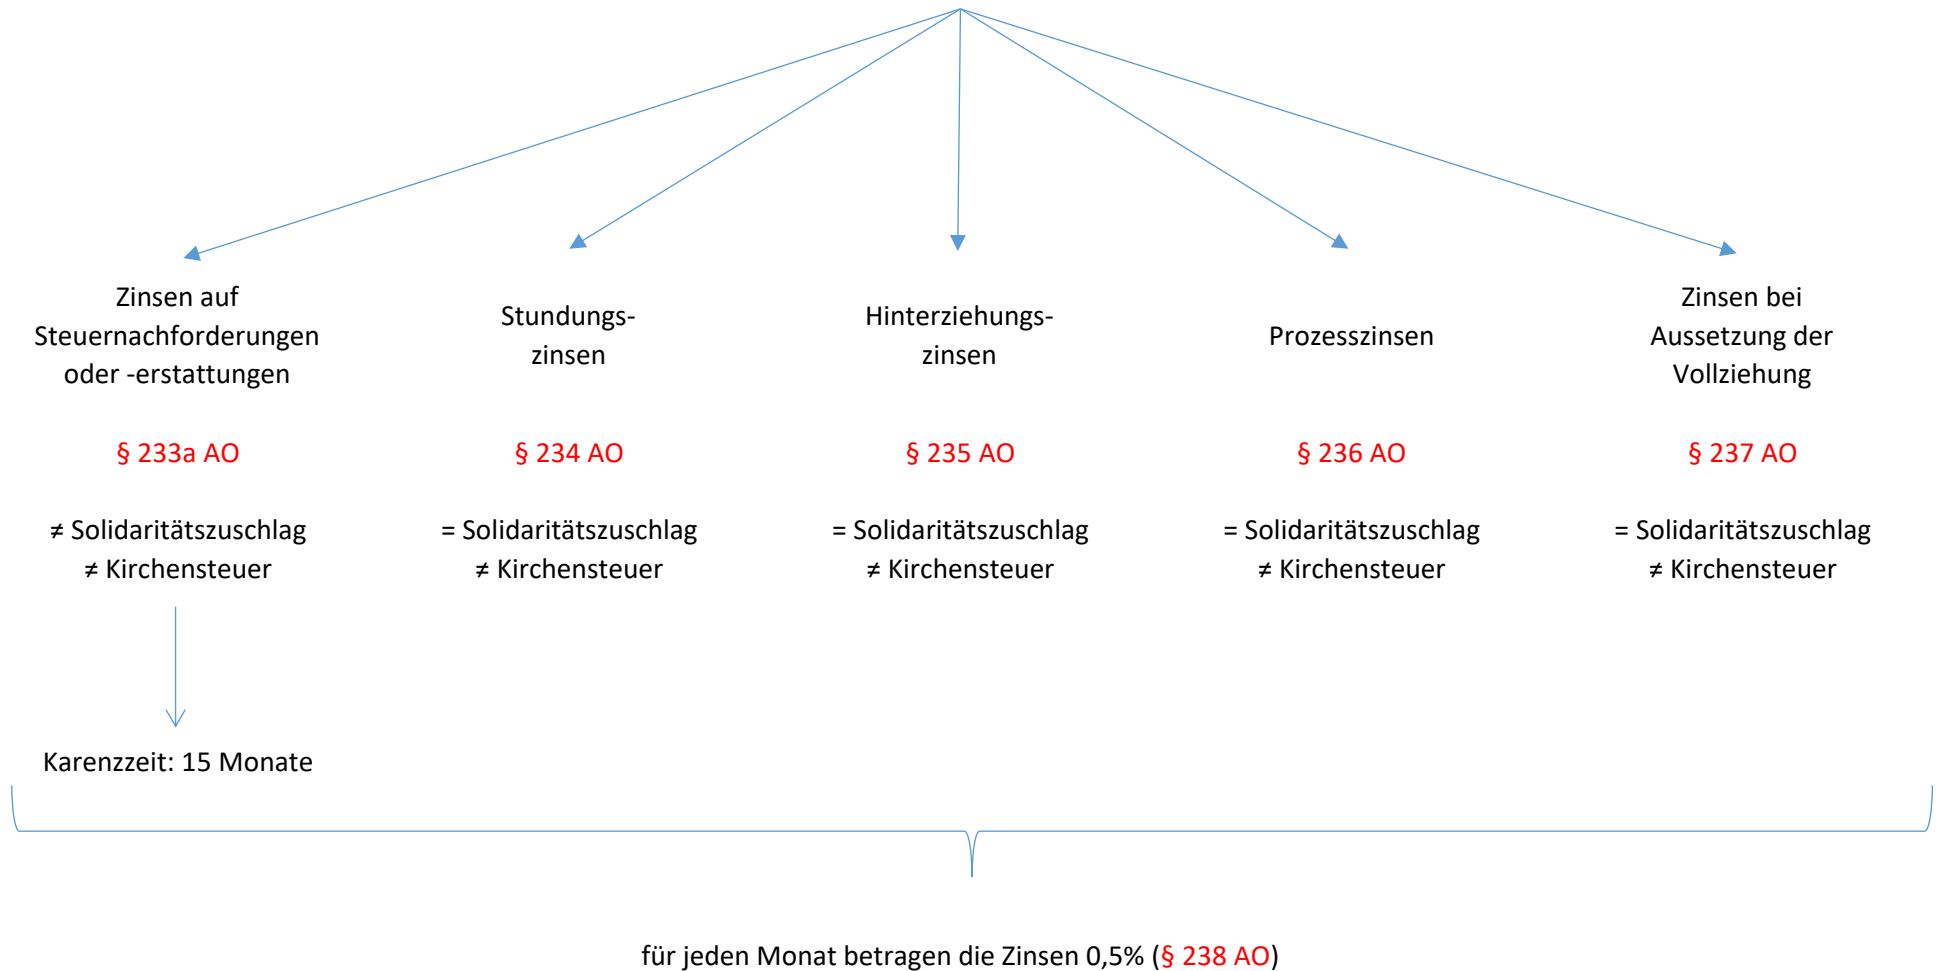 Zinsen auf
Steuernachforderungen
oder -erstattungen
§ 233a AO
≠ Solidaritätszuschlag
≠ Kirchensteuer
Karenzzeit: 15 Monate
Stundungs-
zinsen
§ 234 AO
= Solidaritätszuschlag
≠ Kirchensteuer
Hinterziehungs-
zinsen
§ 235 AO
= Solidaritätszuschlag
≠ Kirchensteuer
Prozesszinsen
§ 236 AO
= Solidaritätszuschlag
≠ Kirchensteuer
Zinsen bei
Aussetzung der
Vollziehung
§ 237 AO
= Solidaritätszuschlag
≠ Kirchensteuer
für jeden Monat betragen die Zinsen 0,5% (§ 238 AO)